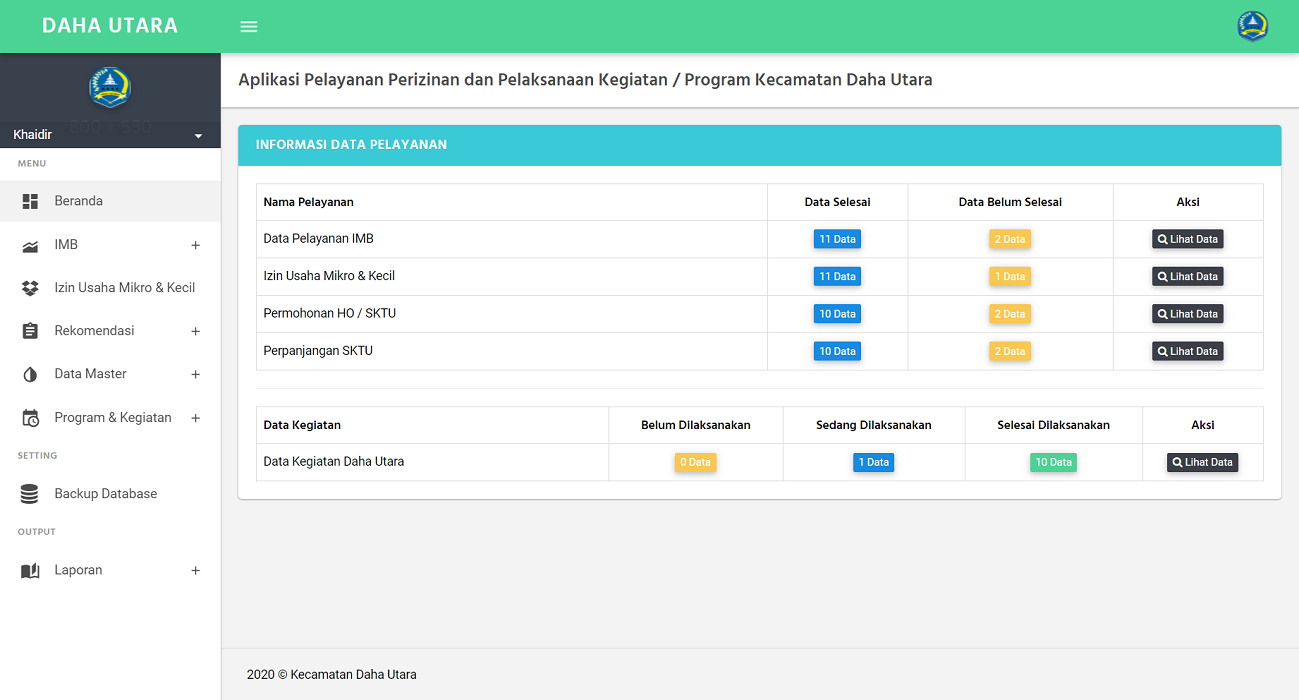 DAHA UTARA
Khaidir
MENU
Beranda
IMB +
Izin Usaha Mikro & Kecil
Rekomendasi +
Data Master +
Program & Kegiatan +
SETTING
Backup Database
OUTPUT
Laporan +
Aplikasi Pelayanan Perizinan dan Pelaksanaan Kegiatan / Program Kecamatan Daha Utara
INFORMASI DATA PELAYANAN
Nama Pelayanan Data Selesai Data Belum Selesai Aksi
Data Pelayanan IMB 11 Data 2 Data Lihat Data
Izin Usaha Mikro & Kecil 11 Data 1 Data Lihat Data
Permohonan HO / SKTU 10 Data 2 Data Lihat Data
Perpanjangan SKTU 10 Data 2 Data Lihat Data
Data Kegiatan Belum Dilaksanakan Sedang Dilaksanakan Selesai Dilaksanakan Aksi
Data Kegiatan Daha Utara 0 Data 1 Data 10 Data Lihat Data
2020 © Kecamatan Daha Utara